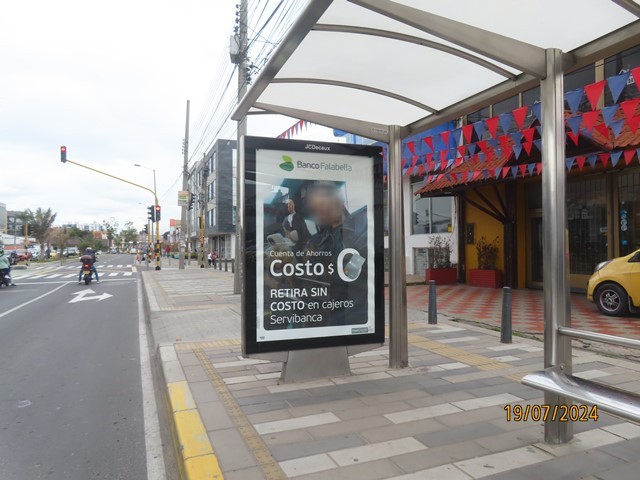 JCDecaux
Banco Falabella
Cuenta de Ahorros
Costo $0
RETIRA SIN
COSTO en cajeros
Servibanca
19/07/2024